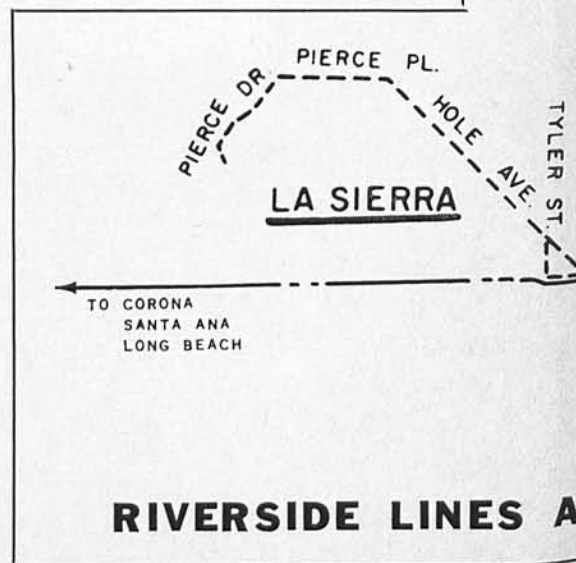 PIERCE PL.
PIERCE DR.
HOLE AVE.
TYLER ST.
LA SIERRA
TO CORONA
SANTA ANA
LONG BEACH
RIVERSIDE LINES A